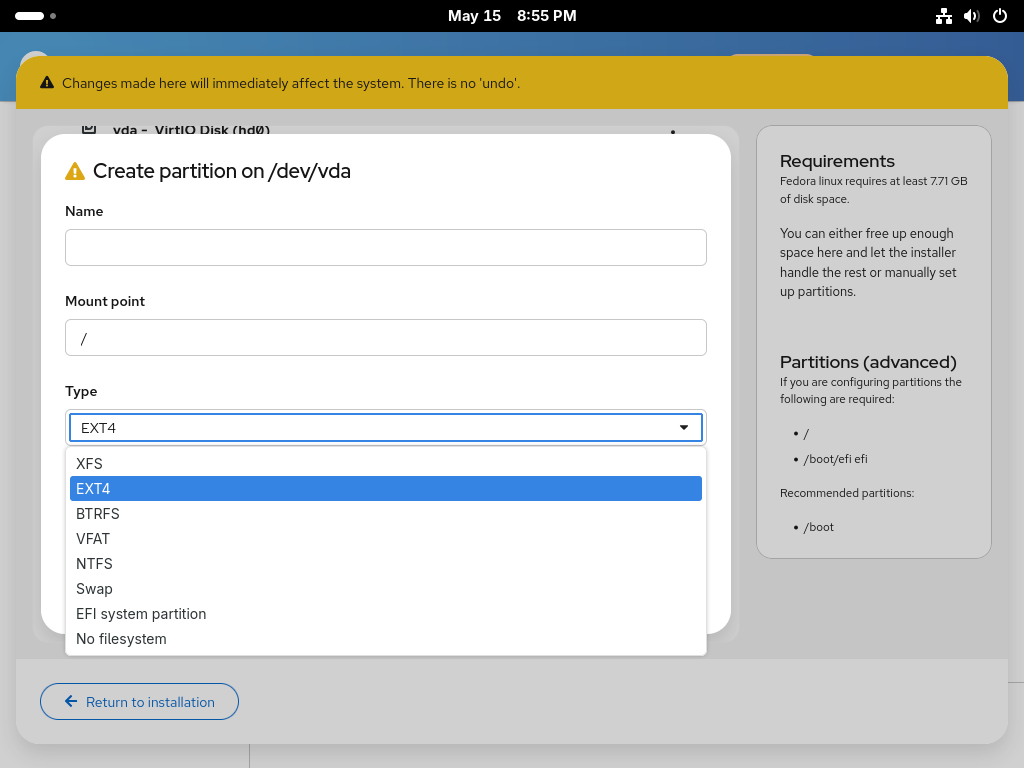 May 15 8:55 PM
Changes made here will immediately affect the system. There is no 'undo'.
vda - VirtIO Disk (hd0)
Create partition on /dev/vda
Name
Mount point
/
Type
EXT4
XFS
EXT4
BTRFS
VFAT
NTFS
Swap
EFI system partition
No filesystem
Requirements
Fedora linux requires at least 7.71 GB
of disk space.
You can either free up enough
space here and let the installer
handle the rest or manually set
up partitions.
Partitions (advanced)
If you are configuring partitions the
following are required:
• /
• /boot/efi efi
Recommended partitions:
• /boot
Return to installation